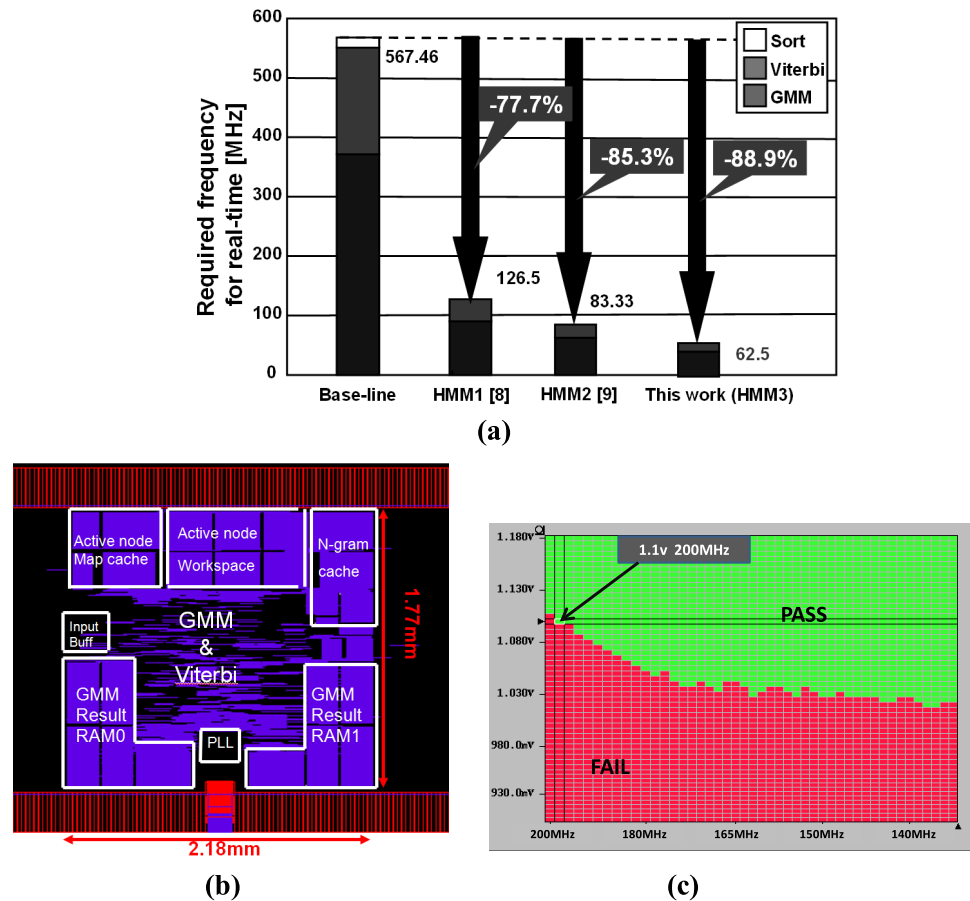 600
500
400
300
200
100
0
Required frequency
for real-time [MHz]
567.46
Sort
Viterbi
GMM
-77.7%
-85.3%
-88.9%
126.5
83.33
62.5
Base-line
HMM1 [8]
HMM2 [9]
This work (HMM3)
(a)
Active node
Map cache
Active node
Workspace
N-gram
cache
Input
Buff
GMM
&
Viterbi
GMM
Result
RAM0
PLL
GMM
Result
RAM1
1.77mm
2.18mm
(b)
1.180V
1.130V
1.080V
1.030V
980.0mV
930.0mV
1.1v 200MHz
PASS
FAIL
200MHz
180MHz
165MHz
150MHz
140MHz
(c)